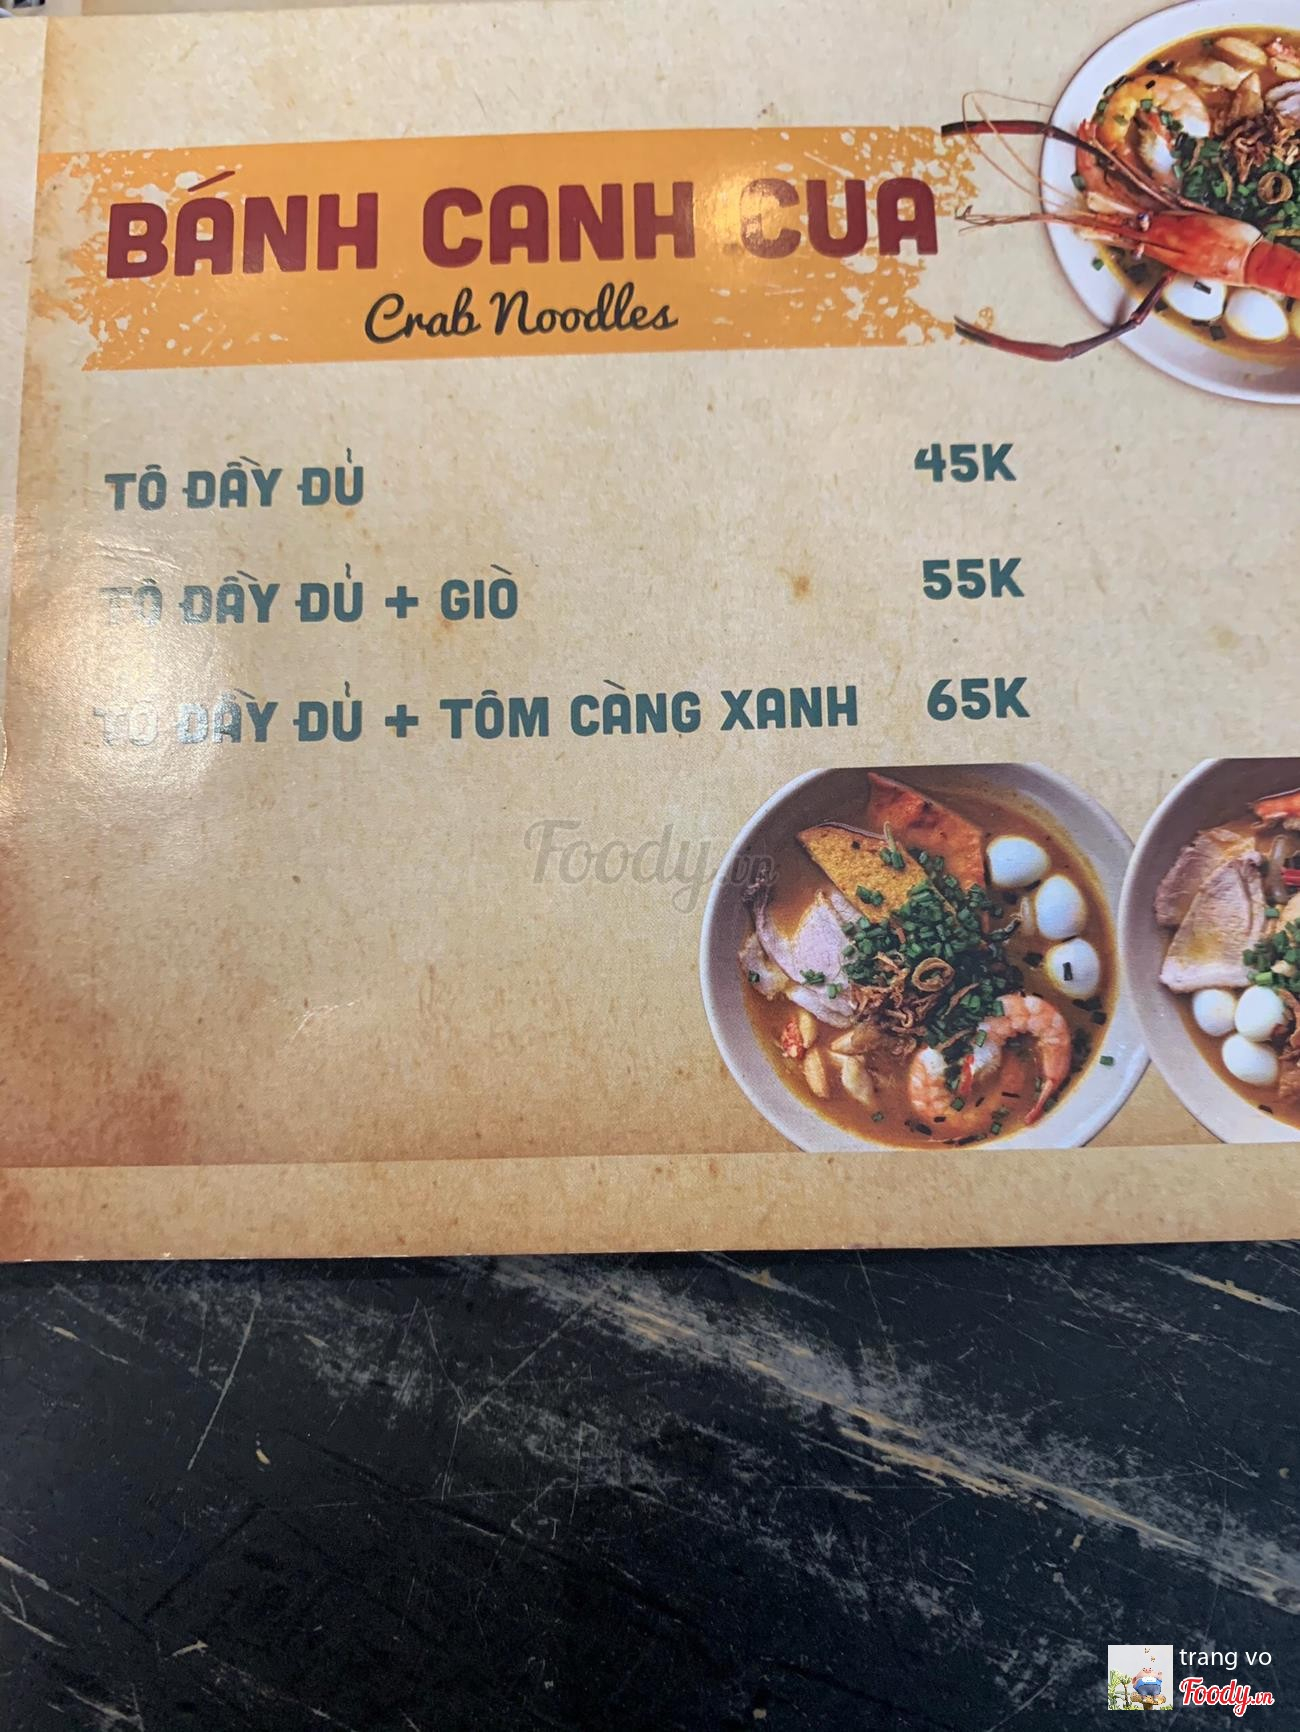 BÁNH CANH CUA
Crab Noodles
TÔ ĐẦY ĐỦ 45K
TÔ ĐẦY ĐỦ + GIÒ 55K
TÔ ĐẦY ĐỦ + TÔM CÀNG XANH 65K
Foody.vn
trang vo
Foody.vn